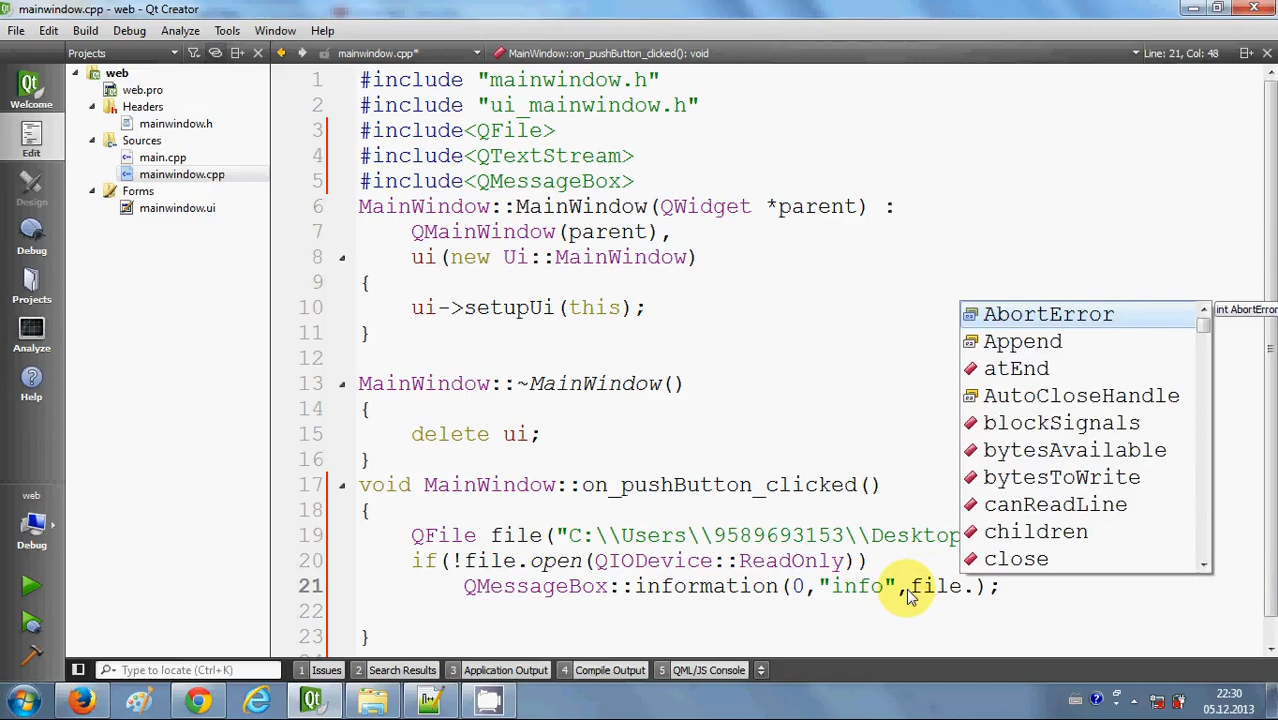 mainwindow.cpp - web - Qt Creator
File Edit Build Debug Analyze Tools Window Help
Projects mainwindow.cpp* MainWindow::on_pushButton_clicked(): void Line: 21, Col: 48
Welcome
Edit
Design
Debug
Projects
Analyze
Help
web
Debug
web
web.pro
Headers
mainwindow.h
Sources
main.cpp
mainwindow.cpp
Forms
mainwindow.ui
1 #include "mainwindow.h"
2 #include "ui_mainwindow.h"
3 #include<QFile>
4 #include<QTextStream>
5 #include<QMessageBox>
6 MainWindow::MainWindow(QWidget *parent) :
7 QMainWindow(parent),
8 ui(new Ui::MainWindow)
9 {
10 ui->setupUi(this);
11 }
12
13 MainWindow::~MainWindow()
14 {
15 delete ui;
16 }
17 void MainWindow::on_pushButton_clicked()
18 {
19 QFile file("C:\\Users\\9589693153\\Desktop
20 if(!file.open(QIODevice::ReadOnly))
21 QMessageBox::information(0,"info",file.);
22
23 }
AbortError
Append
atEnd
AutoCloseHandle
blockSignals
bytesAvailable
bytesToWrite
canReadLine
children
close
int AbortError
Type to locate (Ctrl+K) 1 Issues 2 Search Results 3 Application Output 4 Compile Output 5 QML/JS Console
22:30
05.12.2013